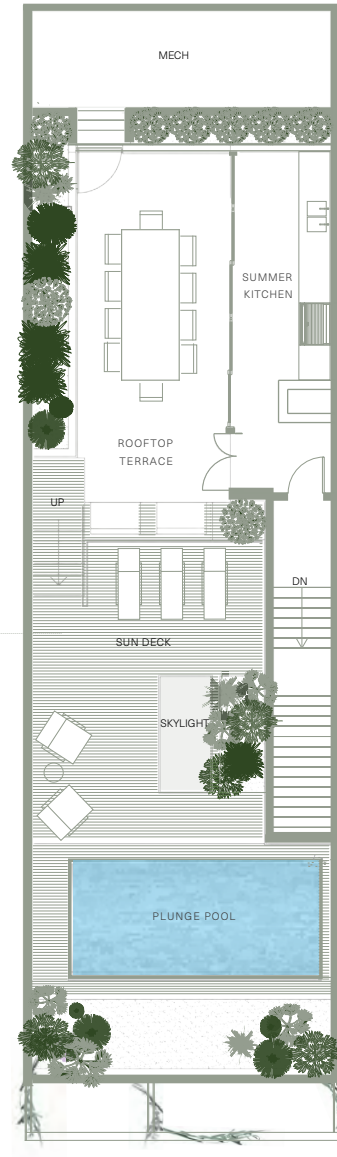 MECH
SUMMER
KITCHEN
ROOFTOP
TERRACE
UP
DN
SUN DECK
SKYLIGHT
PLUNGE POOL